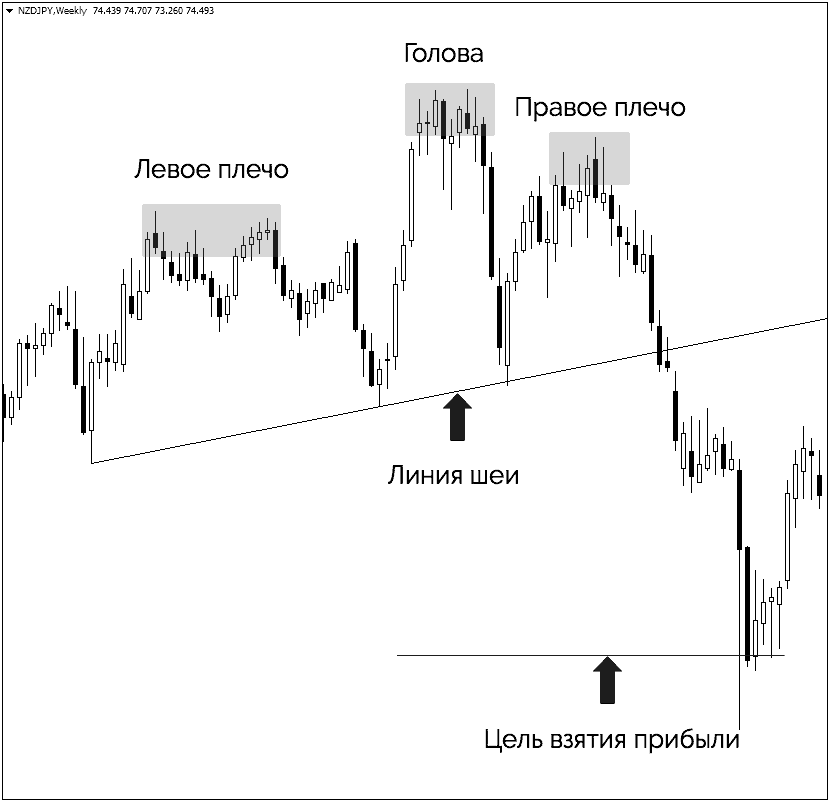 NZDJPY,Weekly 74.439 74.707 73.260 74.493
Голова
Правое плечо
Левое плечо
Линия шеи
Цель взятия прибыли